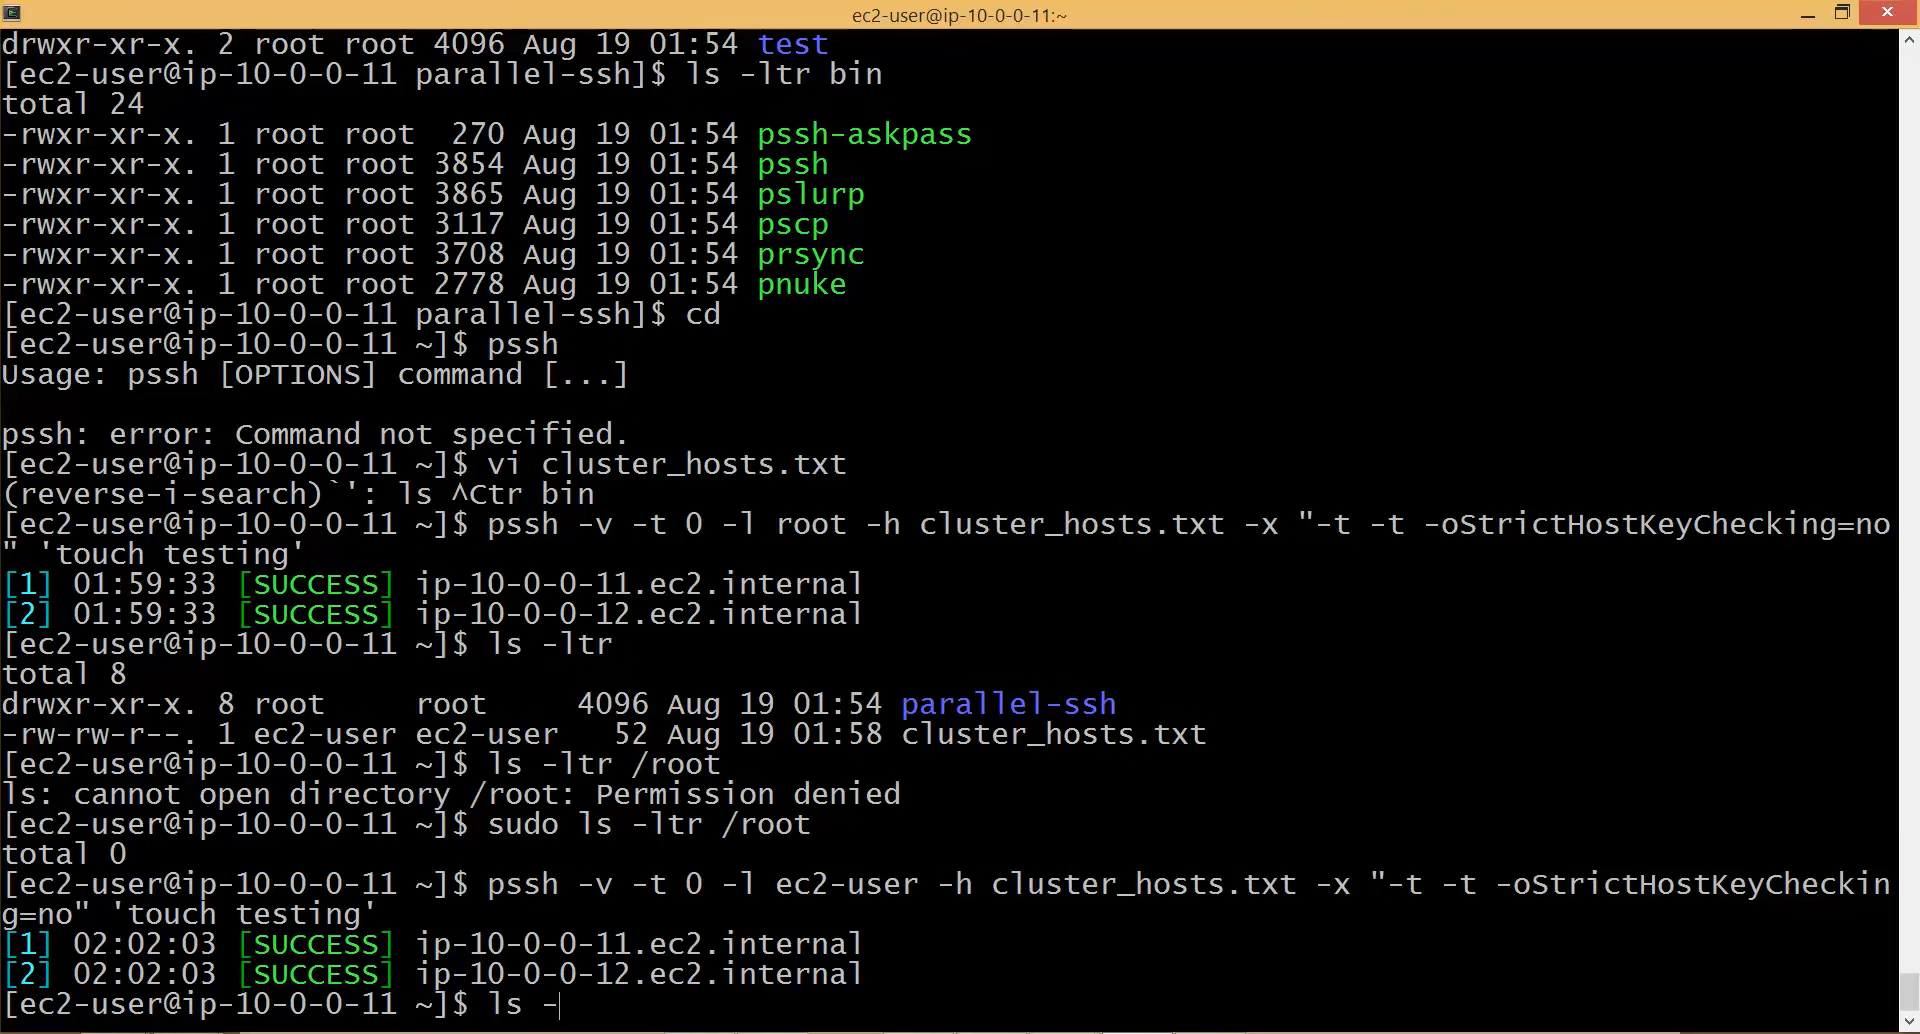 ec2-user@ip-10-0-0-11:~
drwxr-xr-x. 2 root root 4096 Aug 19 01:54 test
[ec2-user@ip-10-0-0-11 parallel-ssh]$ ls -ltr bin
total 24
-rwxr-xr-x. 1 root root  270 Aug 19 01:54 pssh-askpass
-rwxr-xr-x. 1 root root 3854 Aug 19 01:54 pssh
-rwxr-xr-x. 1 root root 3865 Aug 19 01:54 pslurp
-rwxr-xr-x. 1 root root 3117 Aug 19 01:54 pscp
-rwxr-xr-x. 1 root root 3708 Aug 19 01:54 prsync
-rwxr-xr-x. 1 root root 2778 Aug 19 01:54 pnuke
[ec2-user@ip-10-0-0-11 parallel-ssh]$ cd
[ec2-user@ip-10-0-0-11 ~]$ pssh
Usage: pssh [OPTIONS] command [...]
pssh: error: Command not specified.
[ec2-user@ip-10-0-0-11 ~]$ vi cluster_hosts.txt
(reverse-i-search)`': ls ^Ctr bin
[ec2-user@ip-10-0-0-11 ~]$ pssh -v -t 0 -l root -h cluster_hosts.txt -x "-t -t -oStrictHostKeyChecking=no
" 'touch testing'
[1] 01:59:33 [SUCCESS] ip-10-0-0-11.ec2.internal
[2] 01:59:33 [SUCCESS] ip-10-0-0-12.ec2.internal
[ec2-user@ip-10-0-0-11 ~]$ ls -ltr
total 8
drwxr-xr-x. 8 root     root     4096 Aug 19 01:54 parallel-ssh
-rw-rw-r--. 1 ec2-user ec2-user   52 Aug 19 01:58 cluster_hosts.txt
[ec2-user@ip-10-0-0-11 ~]$ ls -ltr /root
ls: cannot open directory /root: Permission denied
[ec2-user@ip-10-0-0-11 ~]$ sudo ls -ltr /root
total 0
[ec2-user@ip-10-0-0-11 ~]$ pssh -v -t 0 -l ec2-user -h cluster_hosts.txt -x "-t -t -oStrictHostKeyCheckin
g=no" 'touch testing'
[1] 02:02:03 [SUCCESS] ip-10-0-0-11.ec2.internal
[2] 02:02:03 [SUCCESS] ip-10-0-0-12.ec2.internal
[ec2-user@ip-10-0-0-11 ~]$ ls -